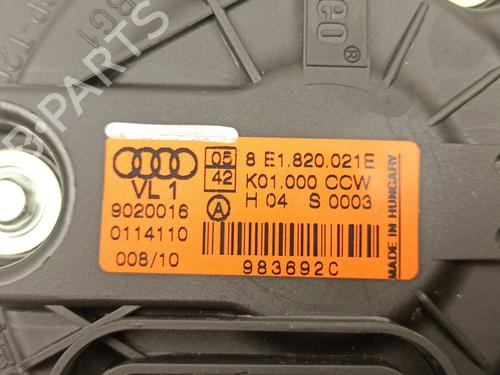 05 8 E1.820.021E
42 K01.000 CCW
VL 1
H 04 S 0003
9020016
A
0114110
008/10
983692C
MADE IN HUNGARY
B-PARTS